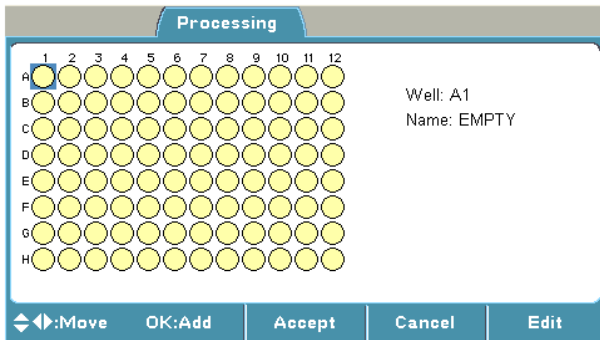 Processing
1 2 3 4 5 6 7 8 9 10 11 12
A
B
C
D
E
F
G
H
Well: A1
Name: EMPTY
:Move OK:Add Accept Cancel Edit